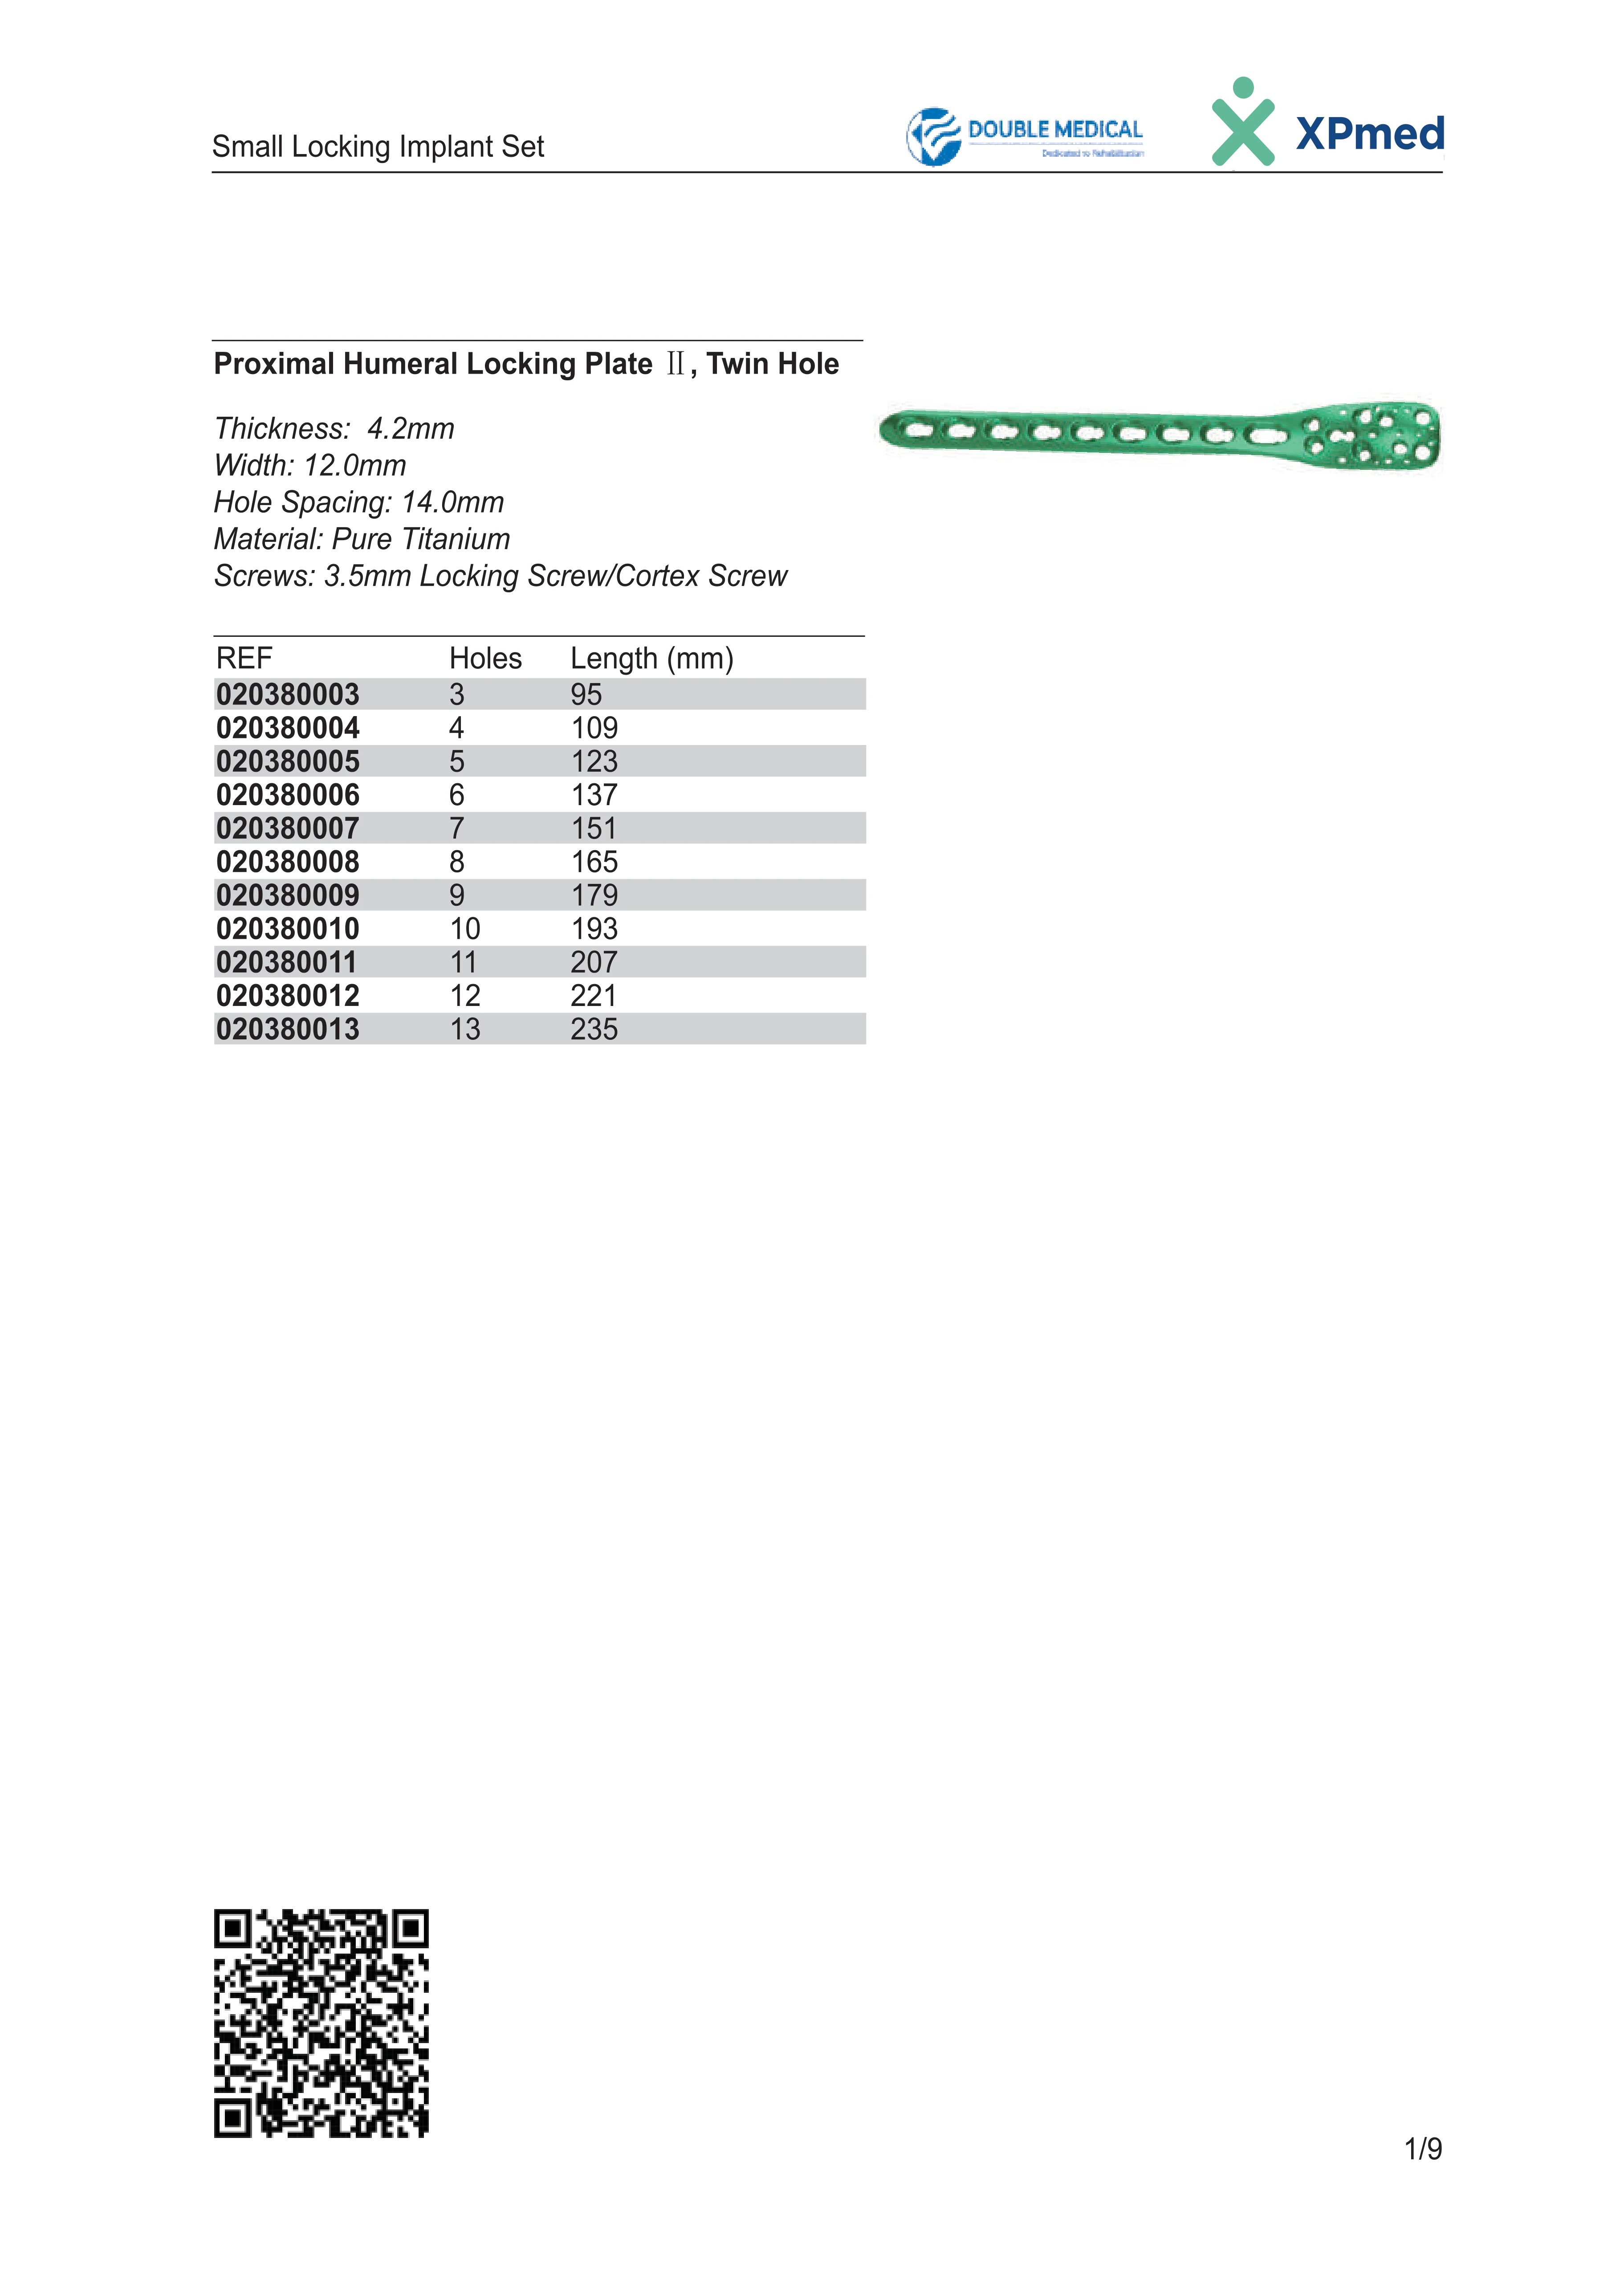 Small Locking Implant Set
DOUBLE MEDICAL
Dedicated to Rehabilitation
XPmed
Proximal Humeral Locking Plate Ⅱ, Twin Hole
Thickness: 4.2mm
Width: 12.0mm
Hole Spacing: 14.0mm
Material: Pure Titanium
Screws: 3.5mm Locking Screw/Cortex Screw
REF Holes Length (mm)
020380003 3 95
020380004 4 109
020380005 5 123
020380006 6 137
020380007 7 151
020380008 8 165
020380009 9 179
020380010 10 193
020380011 11 207
020380012 12 221
020380013 13 235
1/9